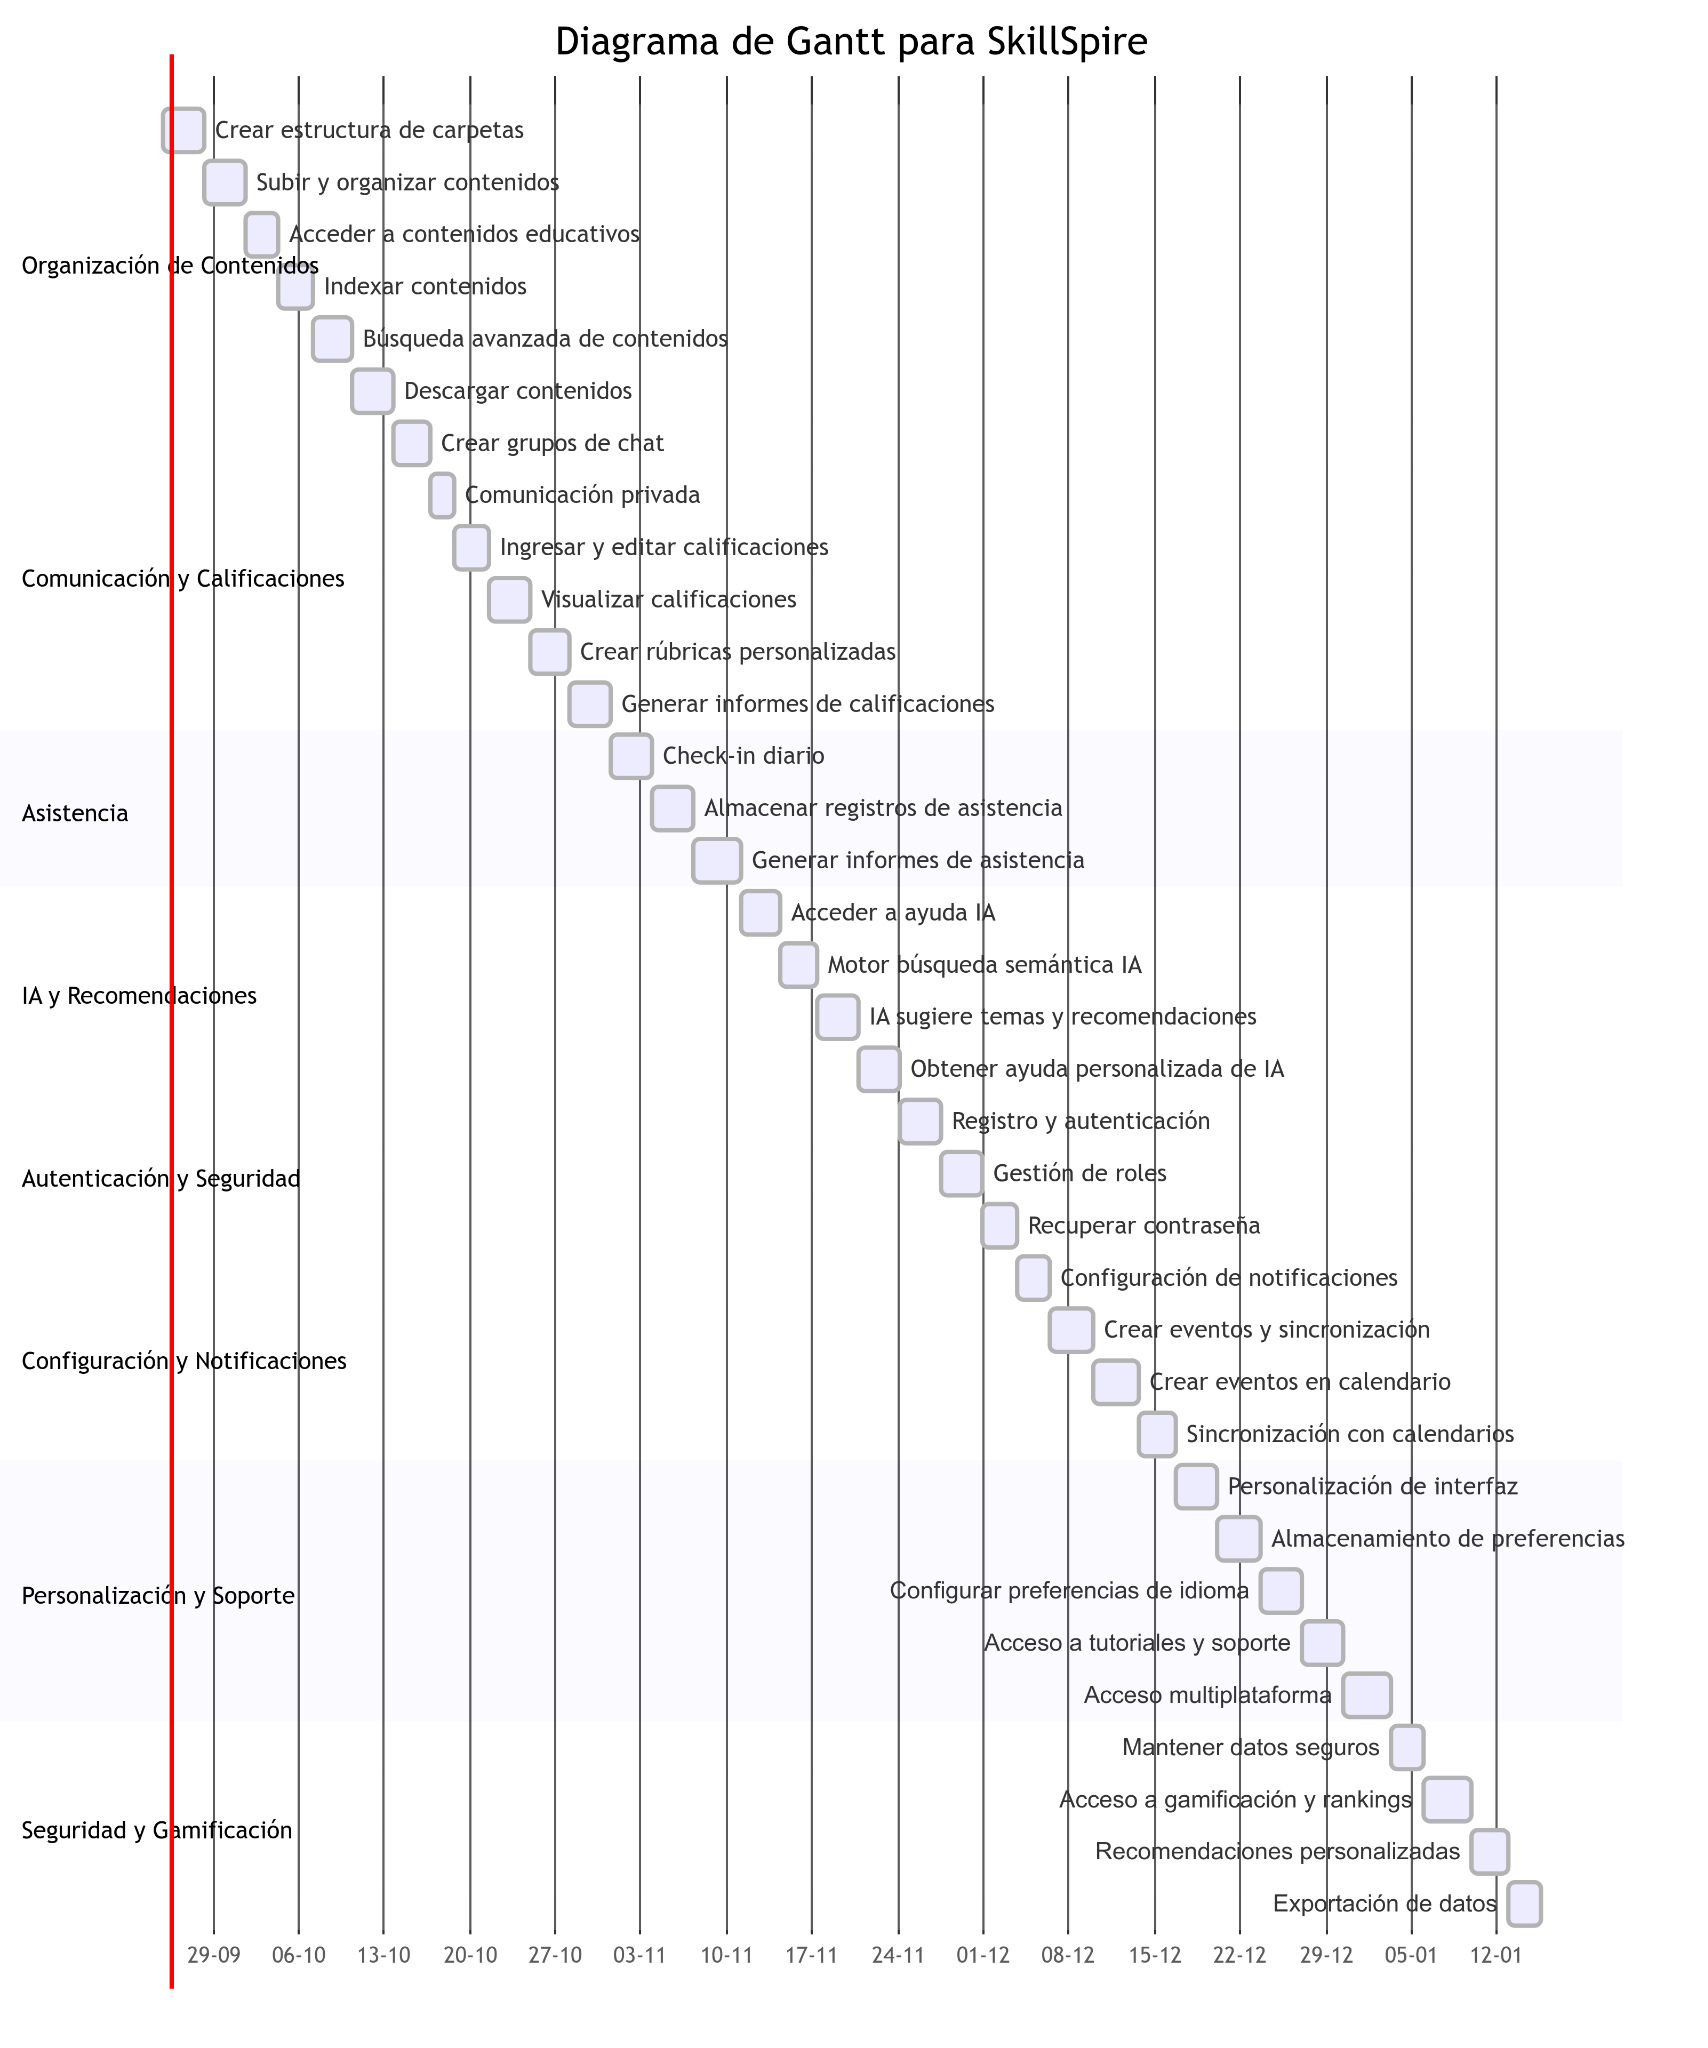 Diagrama de Gantt para SkillSpire
Crear estructura de carpetas
Subir y organizar contenidos
Acceder a contenidos educativos
Organización de Contenidos
Indexar contenidos
Búsqueda avanzada de contenidos
Descargar contenidos
Crear grupos de chat
Comunicación privada
Ingresar y editar calificaciones
Comunicación y Calificaciones
Visualizar calificaciones
Crear rúbricas personalizadas
Generar informes de calificaciones
Check-in diario
Almacenar registros de asistencia
Asistencia
Generar informes de asistencia
Acceder a ayuda IA
Motor búsqueda semántica IA
IA y Recomendaciones
IA sugiere temas y recomendaciones
Obtener ayuda personalizada de IA
Registro y autenticación
Gestión de roles
Autenticación y Seguridad
Recuperar contraseña
Configuración de notificaciones
Crear eventos y sincronización
Configuración y Notificaciones
Crear eventos en calendario
Sincronización con calendarios
Personalización de interfaz
Almacenamiento de preferencias
Configurar preferencias de idioma
Personalización y Soporte
Acceso a tutoriales y soporte
Acceso multiplataforma
Mantener datos seguros
Acceso a gamificación y rankings
Seguridad y Gamificación
Recomendaciones personalizadas
Exportación de datos
29-09 06-10 13-10 20-10 27-10 03-11 10-11 17-11 24-11 01-12 08-12 15-12 22-12 29-12 05-01 12-01